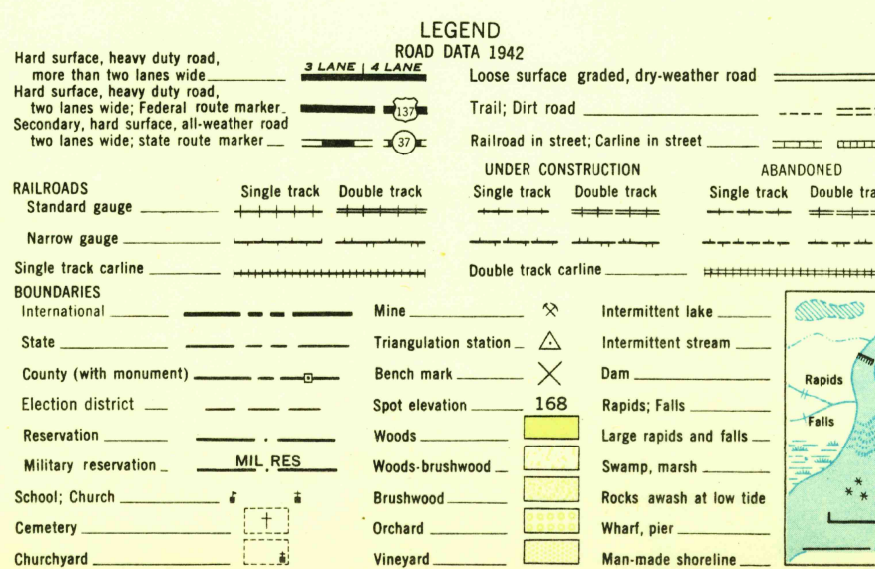 LEGEND
ROAD DATA 1942
Hard surface, heavy duty road,
more than two lanes wide
3 LANE | 4 LANE
Hard surface, heavy duty road,
two lanes wide; Federal route marker
137
Secondary, hard surface, all-weather road
two lanes wide; state route marker
37
Loose surface graded, dry-weather road
Trail; Dirt road
Railroad in street; Carline in street
UNDER CONSTRUCTION
ABANDONED
RAILROADS
Single track Double track Single track Double track Single track Double tra
Standard gauge
Narrow gauge
Single track carline
Double track carline
BOUNDARIES
International
State
County (with monument)
Election district
Reservation
Military reservation
MIL. RES
School; Church
Cemetery
Churchyard
Mine
Triangulation station
Bench mark
Spot elevation 168
Woods
Woods-brushwood
Brushwood
Orchard
Vineyard
Intermittent lake
Intermittent stream
Dam
Rapids; Falls
Large rapids and falls
Swamp, marsh
Rocks awash at low tide
Wharf, pier
Man-made shoreline
Rapids
Falls